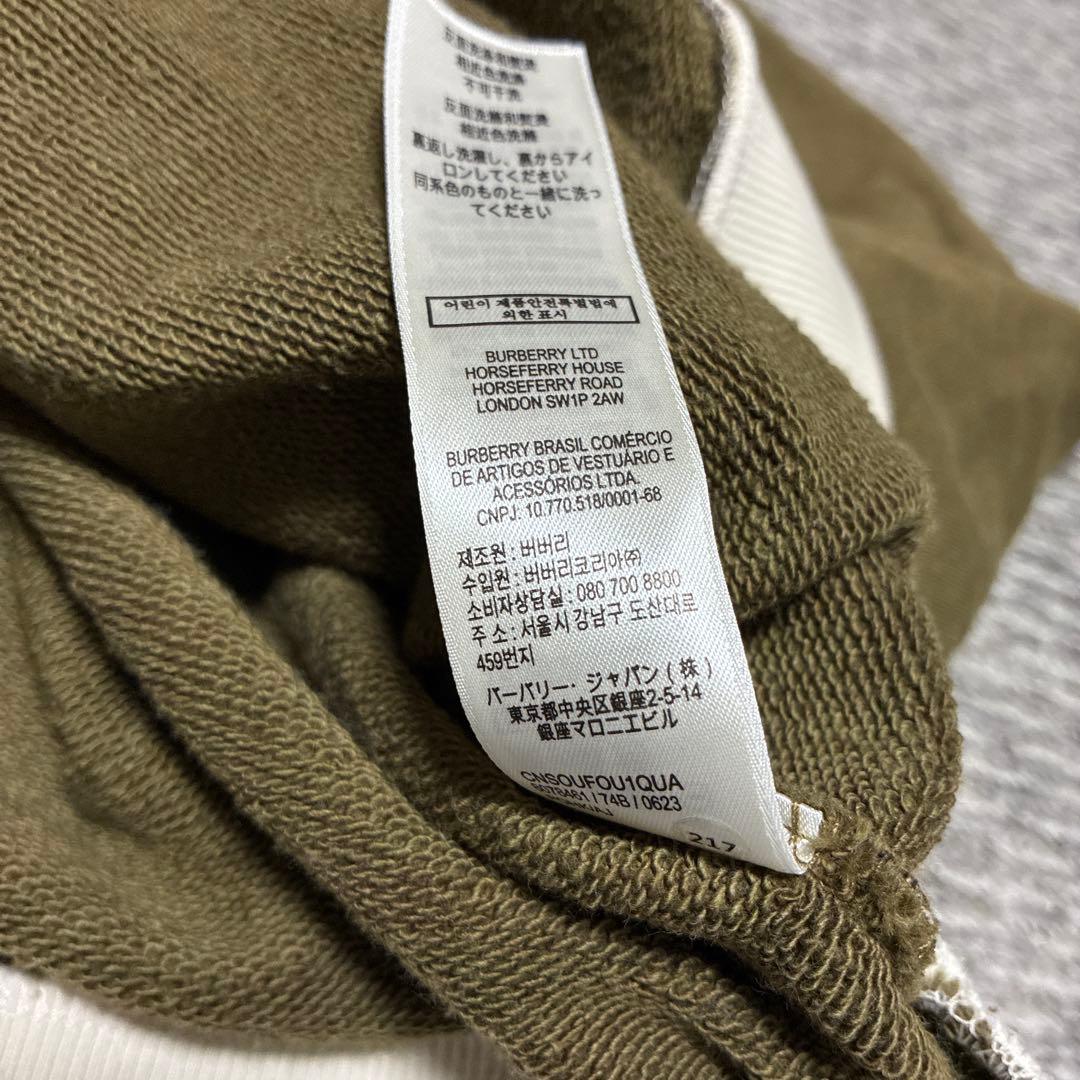 反面洗滌和熨燙
相近色洗滌
不可干洗
反面洗滌和熨燙
相近色洗滌
裏返し洗濯し、裏からアイ
ロンしてください
同系色のものと一緒に洗っ
てください
어린이 제품안전특별법에
의한 표시
BURBERRY LTD
HORSEFERRY HOUSE
HORSEFERRY ROAD
LONDON SW1P 2AW
BURBERRY BRASIL COMÉRCIO
DE ARTIGOS DE VESTUÁRIO E
ACESSÓRIOS LTDA.
CNPJ: 10.770.518/0001-68
제조원 : 버버리
수입원 : 버버리코리아㈜
소비자상담실 : 080 700 8800
주 소 : 서울시 강남구 도산대로
459번지
バーバリー・ジャパン(株)
東京都中央区銀座2-5-14
銀座マロニエビル
CNSOUFOU1QUA
8078461 / 74B / 0623
217